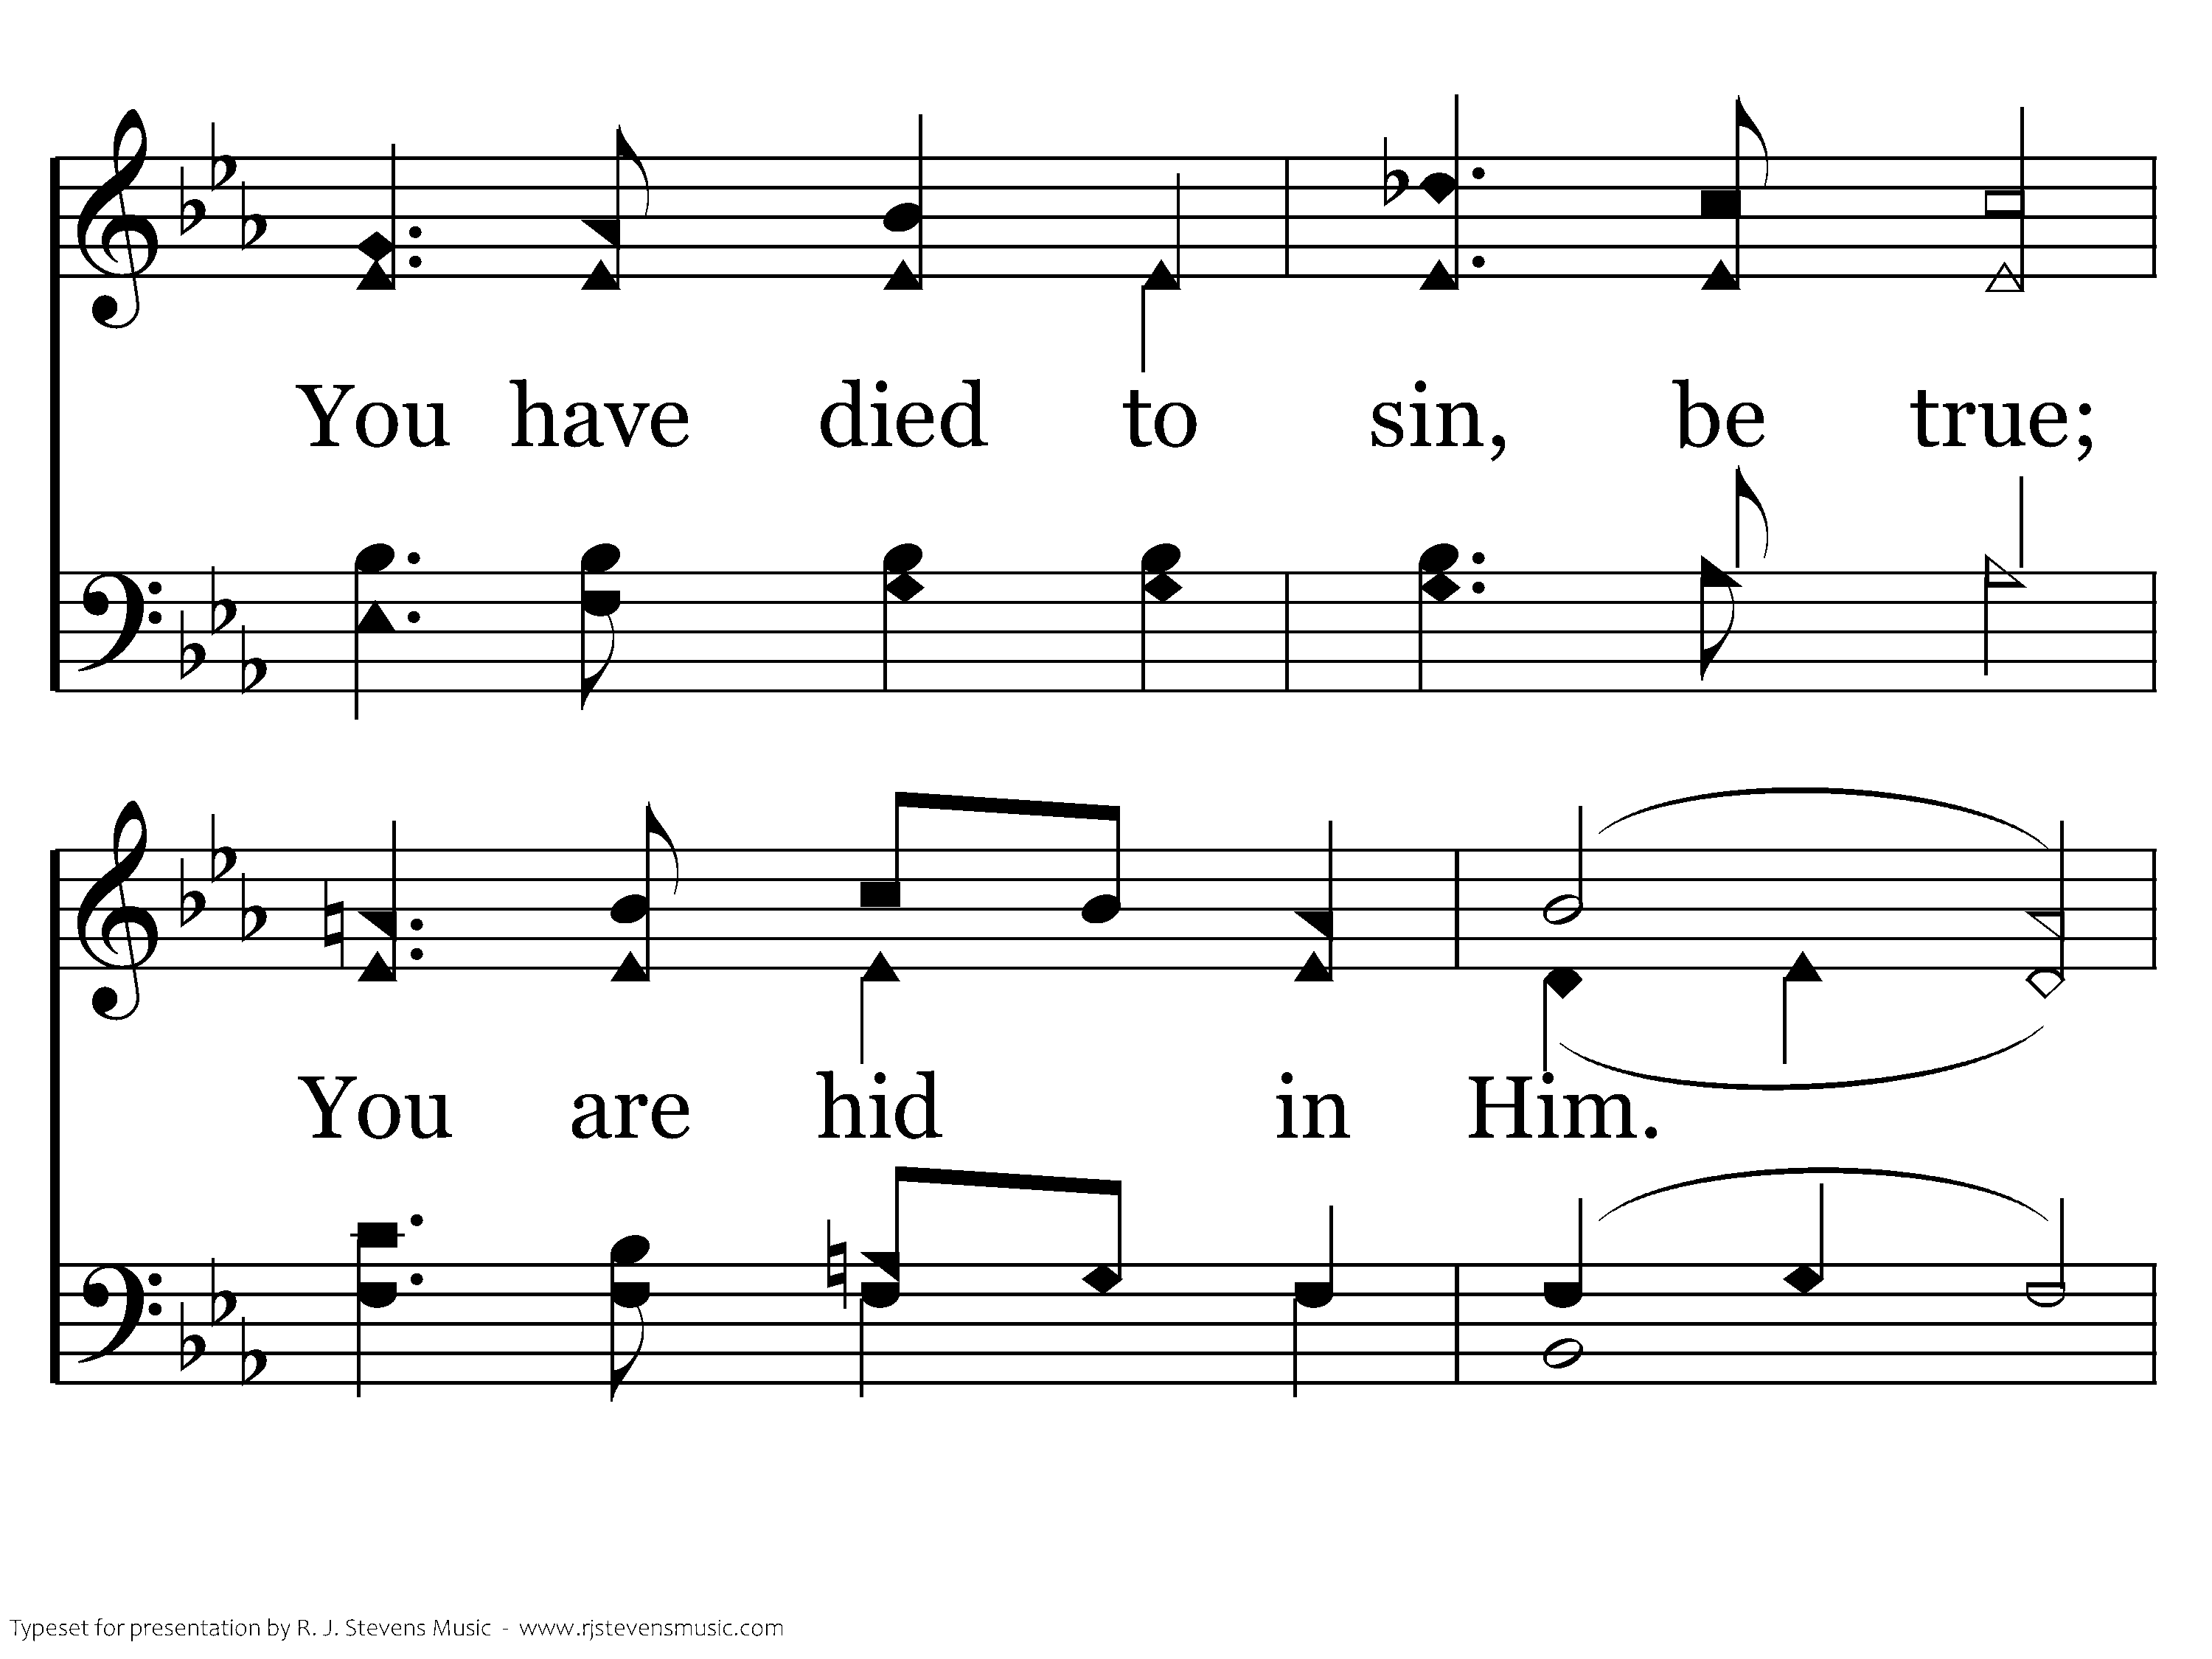 You have died to sin, be true;
You are hid in Him.
Typeset for presentation by R. J. Stevens Music - www.rjstevensmusic.com